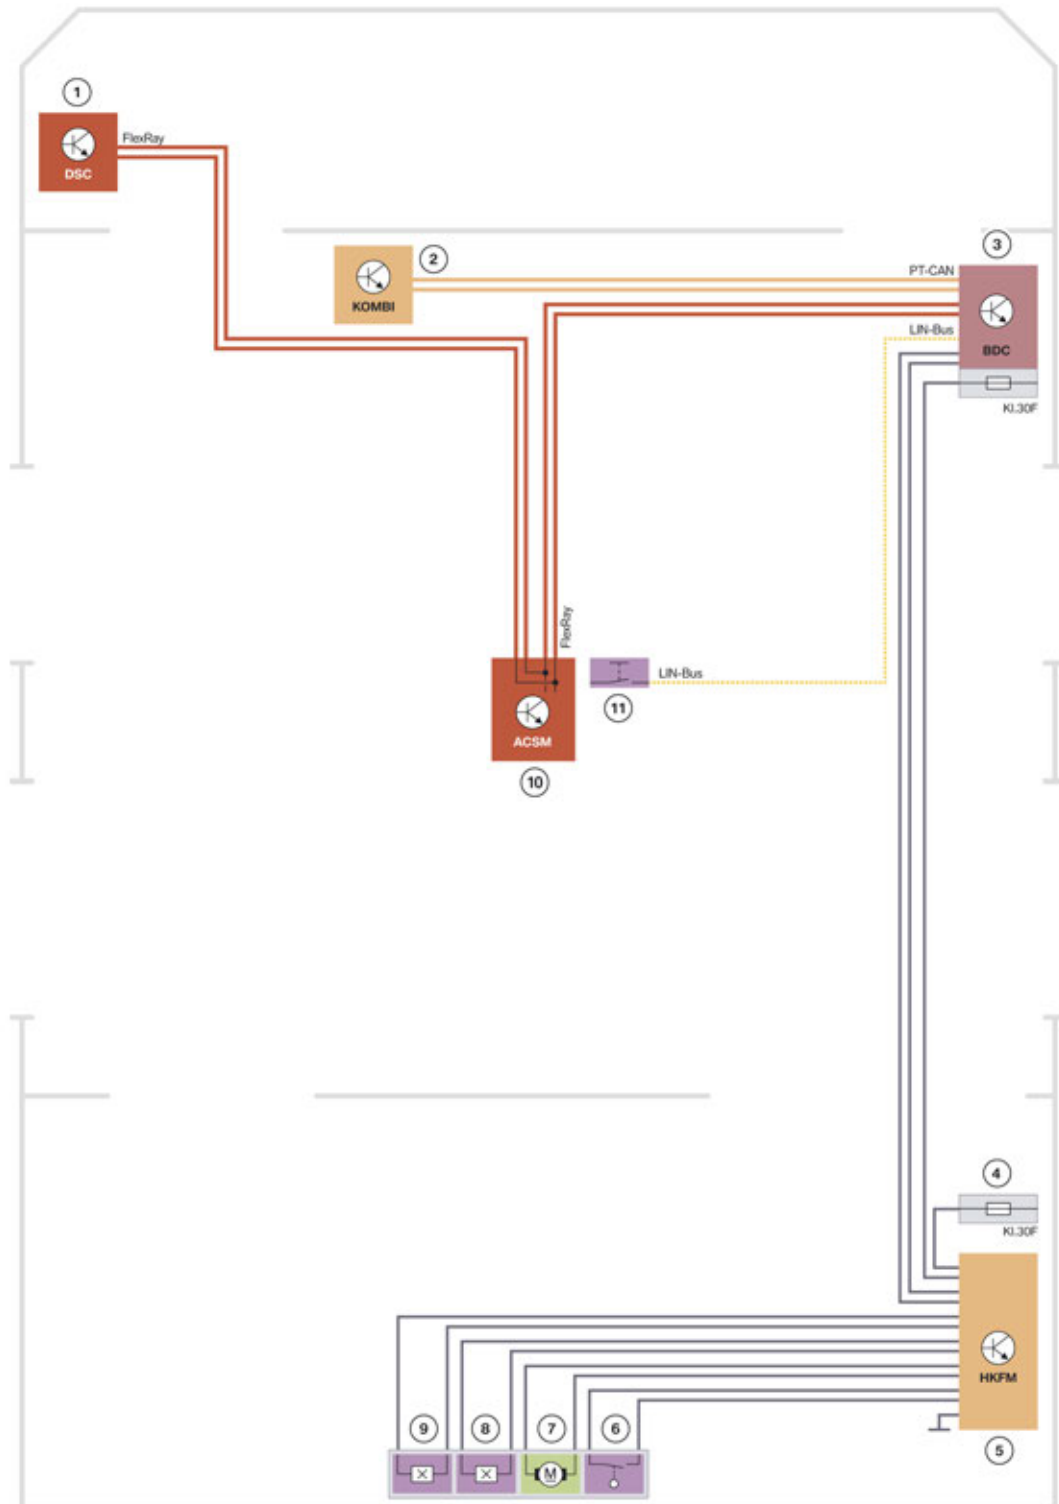 1
FlexRay
DSC
2
3
PT-CAN
KOMBI
LIN-Bus
BDC
Kl.30F
FlexRay
LIN-Bus
11
ACSM
10
4
Kl.30F
HKFM
9
8
7
6
M
5